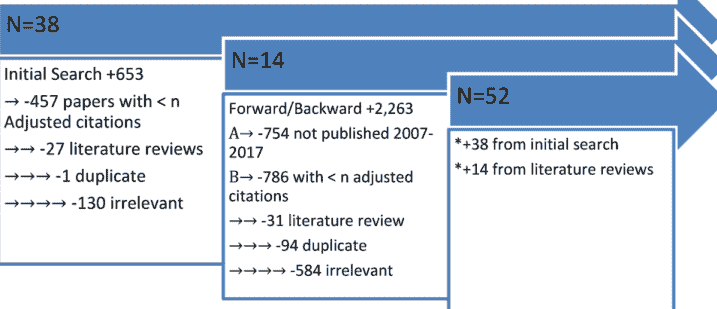 N=38
Initial Search +653
→ -457 papers with < n
Adjusted citations
→→ -27 literature reviews
→→→ -1 duplicate
→→→→ -130 irrelevant
N=14
Forward/Backward +2,263
A→ -754 not published 2007-
2017
B→ -786 with < n adjusted
citations
→→ -31 literature review
→→→ -94 duplicate
→→→→ -584 irrelevant
N=52
*+38 from initial search
*+14 from literature reviews